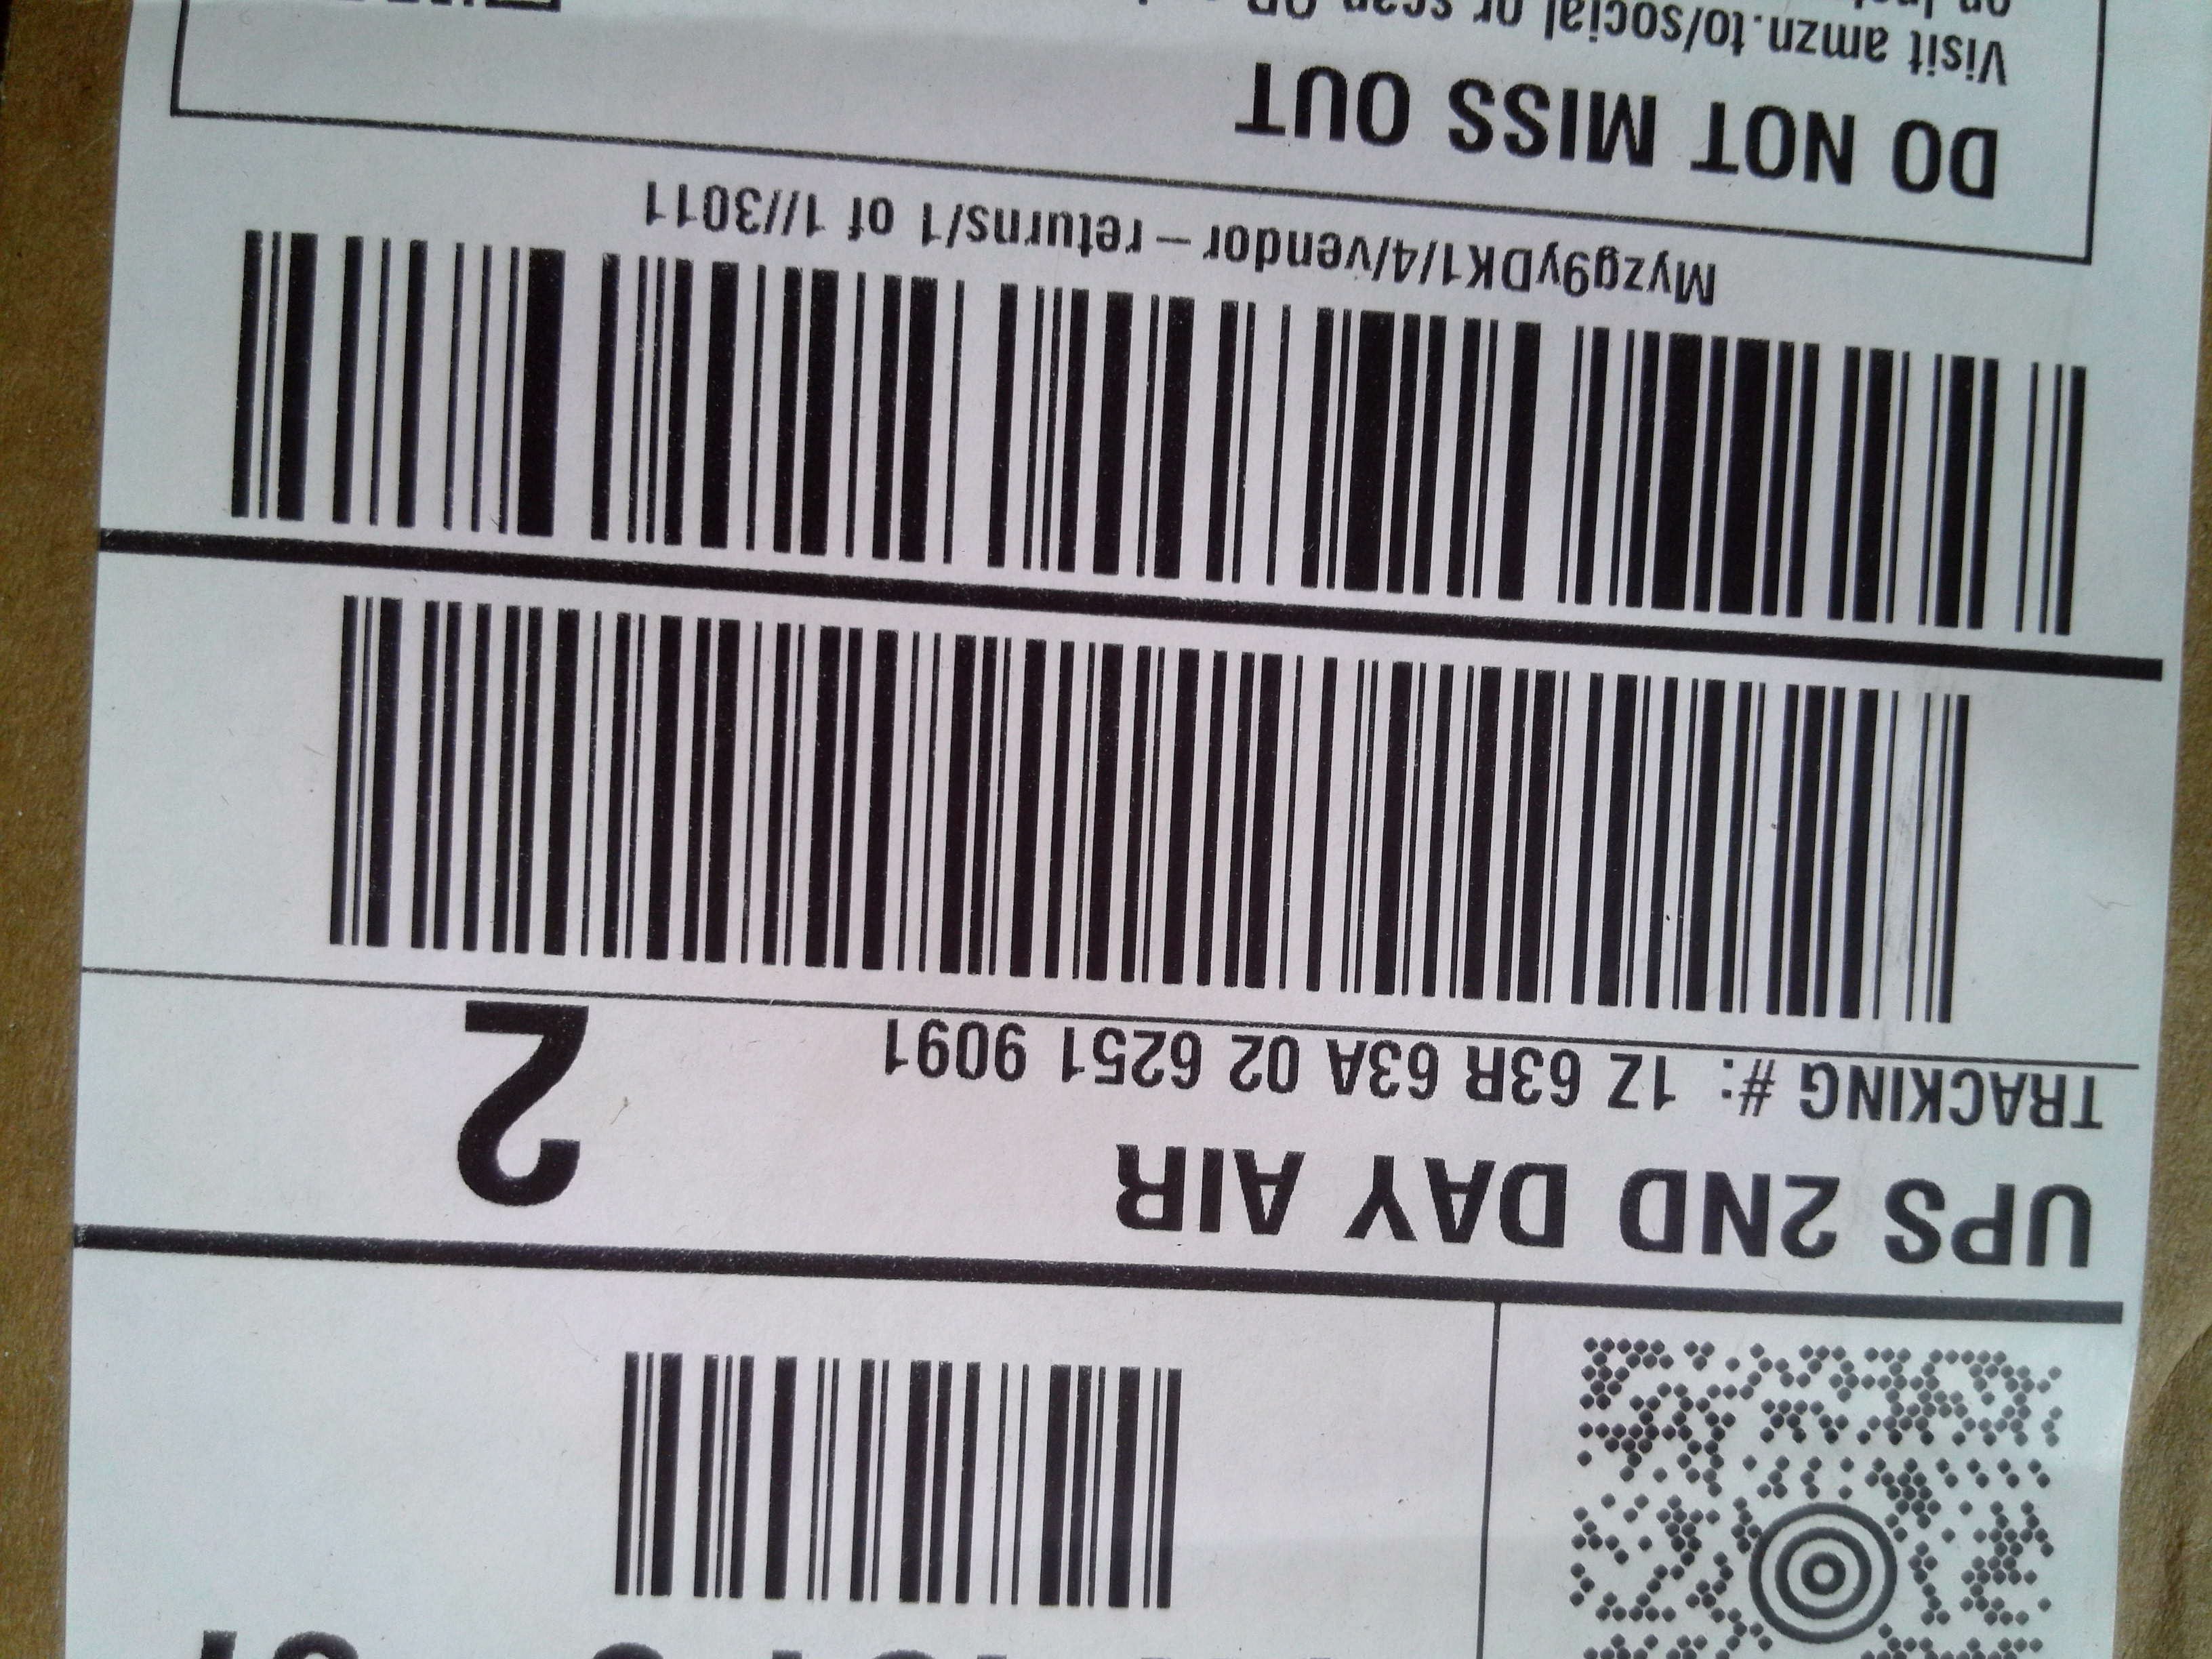 UPS 2ND DAY AIR
TRACKING #: 1Z 63R 63A 02 6251 9091
2
Myzg9yDK1/4/vendor-returns/1 of 1//3011
DO NOT MISS OUT
Visit amzn.to/social or scan QR
on